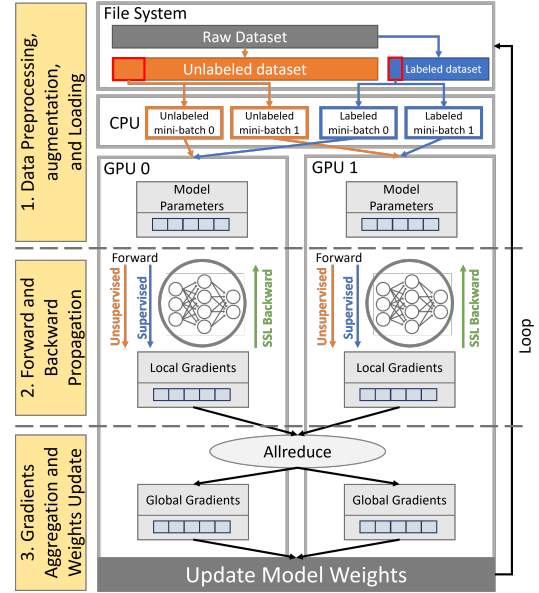 File System
Raw Dataset
Unlabeled dataset
Labeled dataset
1. Data Preprocessing,
augmentation,
and Loading
CPU
Unlabeled
mini-batch 0
Unlabeled
mini-batch 1
Labeled
mini-batch 0
Labeled
mini-batch 1
GPU 0
GPU 1
Model
Parameters
Model
Parameters
2. Forward and
Backward
Propagation
Forward
Unsupervised
Supervised
SSL Backward
Forward
Unsupervised
Supervised
SSL Backward
Loop
Local Gradients
Local Gradients
3. Gradients
Aggregation and
Weights Update
Allreduce
Global Gradients
Global Gradients
Update Model Weights